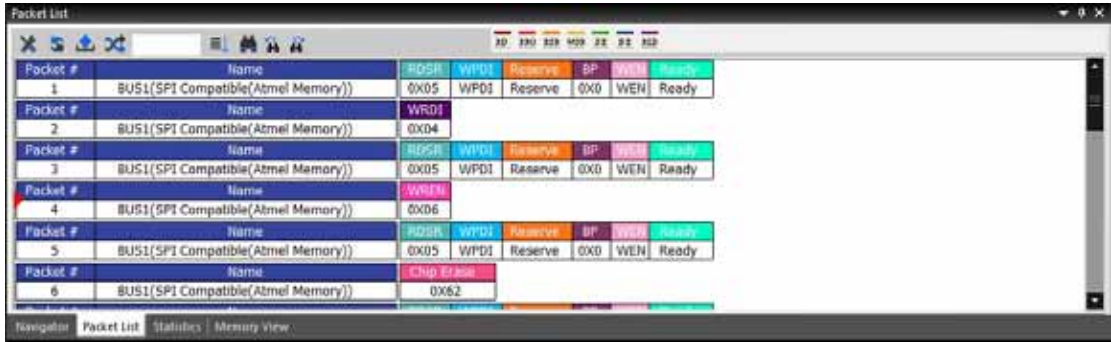 Packet List
Packet # Name RDSR WPDI Reserve BP WEN Ready
1 BUS1(SPI Compatible(Atmel Memory)) 0X05 WPDI Reserve 0X0 WEN Ready
Packet # Name WRDI
2 BUS1(SPI Compatible(Atmel Memory)) 0X04
Packet # Name RDSR WPDI Reserve BP WEN Ready
3 BUS1(SPI Compatible(Atmel Memory)) 0X05 WPDI Reserve 0X0 WEN Ready
Packet # Name WREN
4 BUS1(SPI Compatible(Atmel Memory)) 0X06
Packet # Name RDSR WPDI Reserve BP WEN Ready
5 BUS1(SPI Compatible(Atmel Memory)) 0X05 WPDI Reserve 0X0 WEN Ready
Packet # Name Chip Erase
6 BUS1(SPI Compatible(Atmel Memory)) 0X62
Navigator Packet List Statistics Memory View